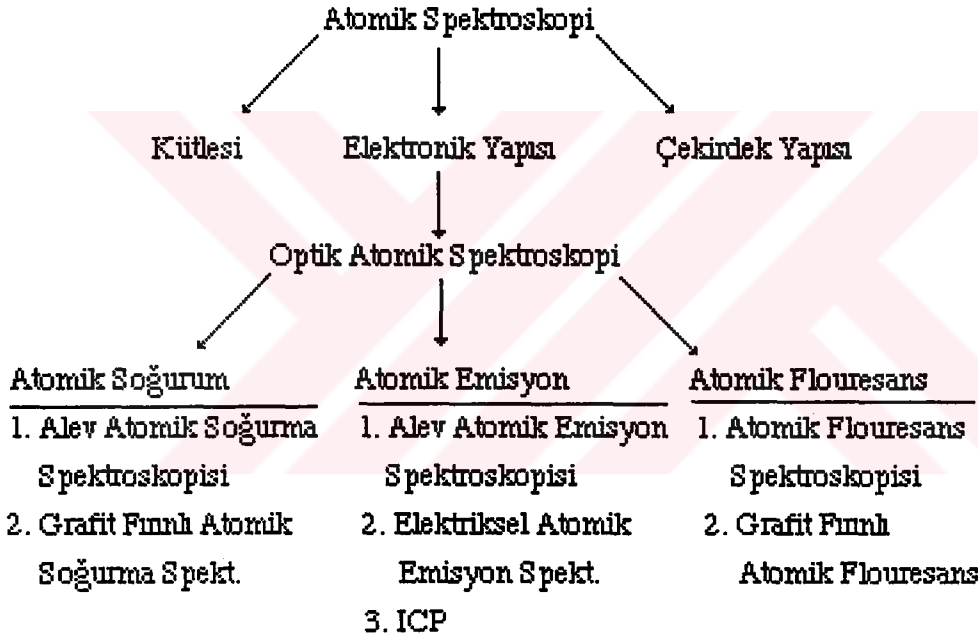 Atomik Spektroskopi
Kütlesi Elektronik Yapısı Çekirdek Yapısı
Optik Atomik Spektroskopi
Atomik Soğurum Atomik Emisyon Atomik Flouresans
1. Alev Atomik Soğurma 1. Alev Atomik Emisyon 1. Atomik Flouresans
Spektroskopisi Spektroskopisi Spektroskopisi
2. Grafit Fırınlı Atomik 2. Elektriksel Atomik 2. Grafit Fırınlı
Soğurma Spekt. Emisyon Spekt. Atomik Flouresans
3. ICP